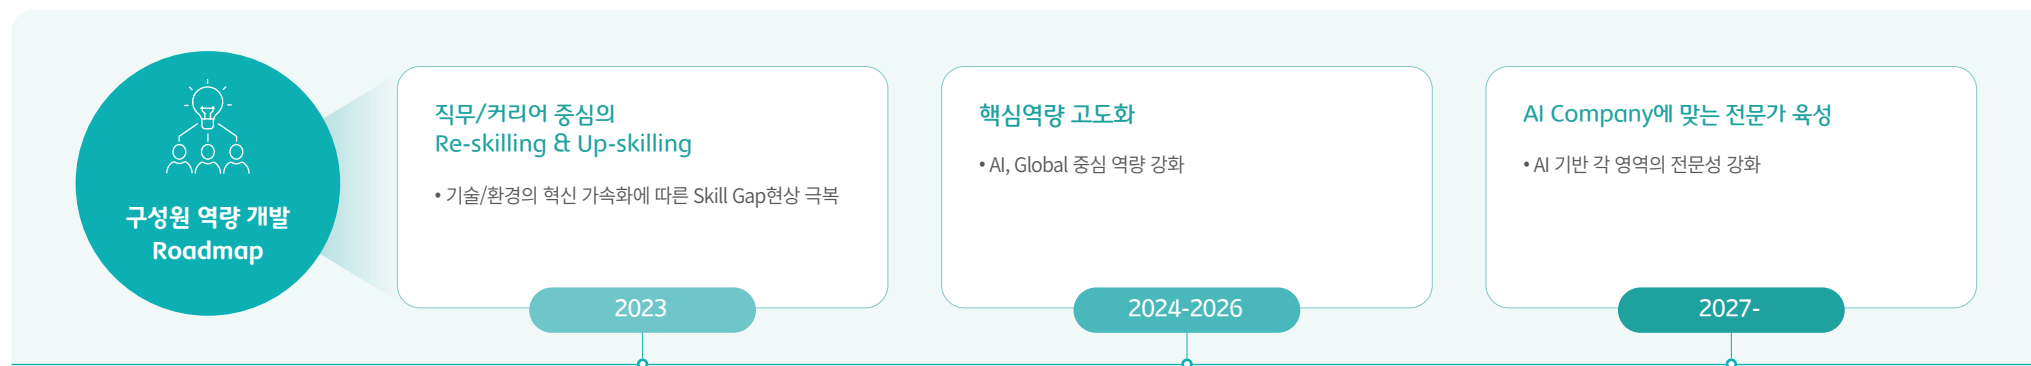 구성원 역량 개발
Roadmap
직무/커리어 중심의
Re-skilling & Up-skilling
• 기술/환경의 혁신 가속화에 따른 Skill Gap현상 극복
2023
핵심역량 고도화
• AI, Global 중심 역량 강화
2024-2026
AI Company에 맞는 전문가 육성
• AI 기반 각 영역의 전문성 강화
2027-